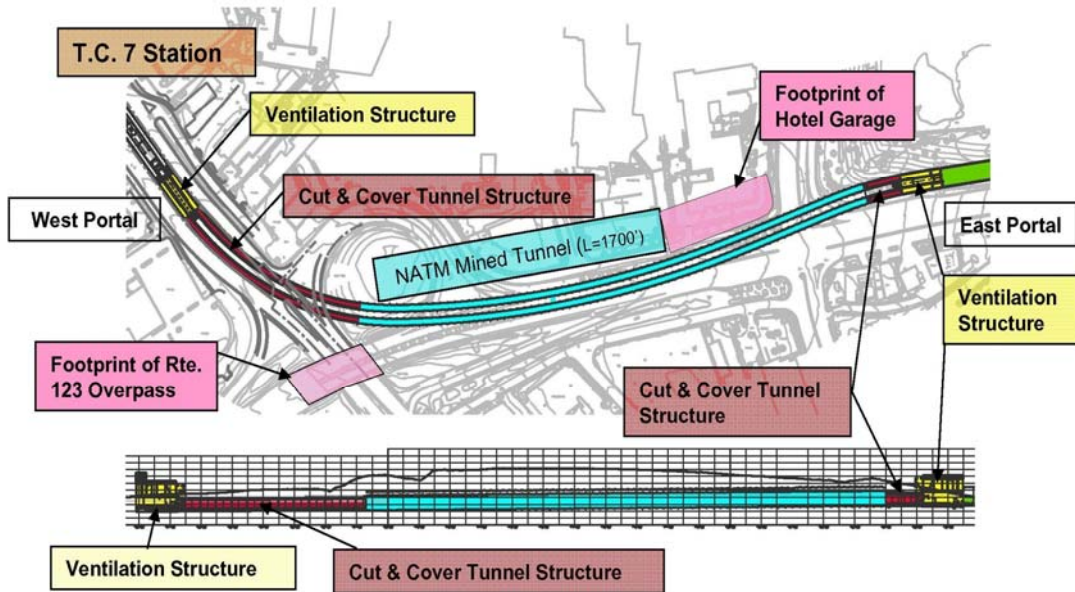 T.C. 7 Station
Ventilation Structure
Footprint of
Hotel Garage
Cut & Cover Tunnel Structure
West Portal
NATM Mined Tunnel (L=1700')
East Portal
Ventilation
Structure
Footprint of Rte.
123 Overpass
Cut & Cover Tunnel
Structure
Ventilation Structure
Cut & Cover Tunnel Structure